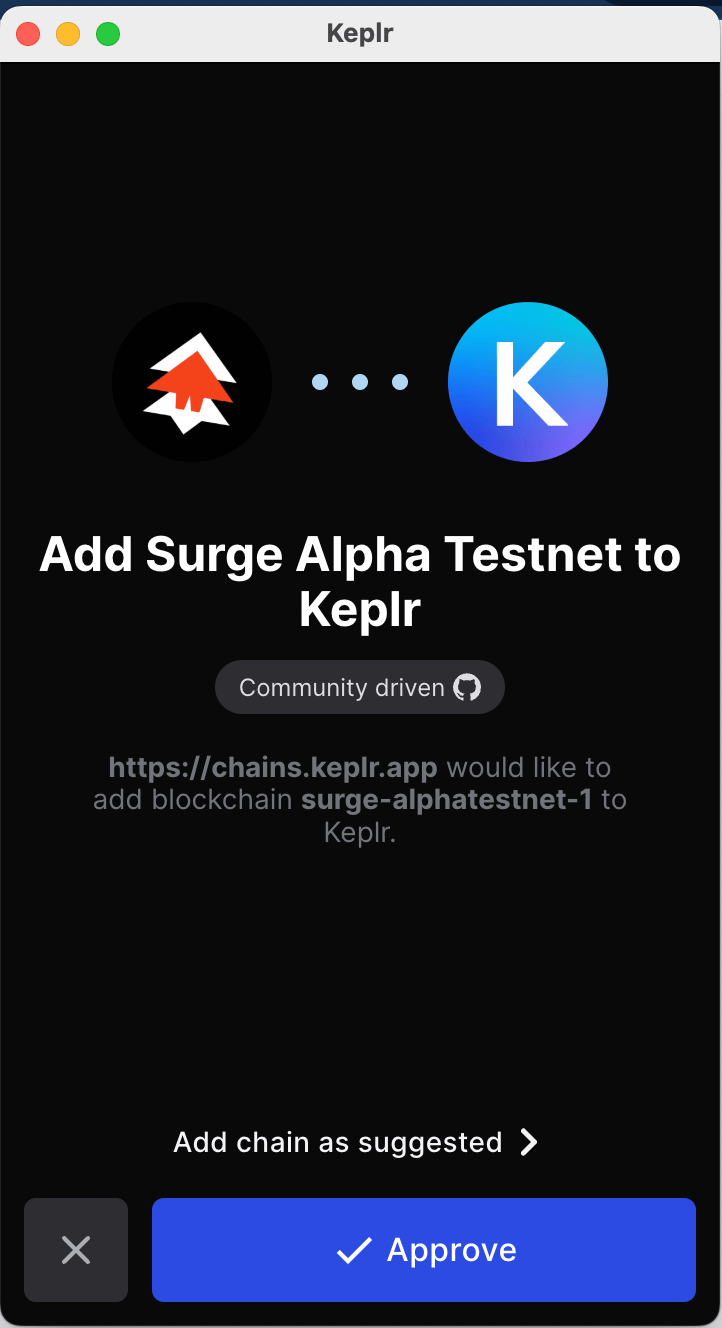 Keplr
K
Add Surge Alpha Testnet to
Keplr
Community driven
https://chains.keplr.app would like to
add blockchain surge-alphatestnet-1 to
Keplr.
Add chain as suggested
Approve